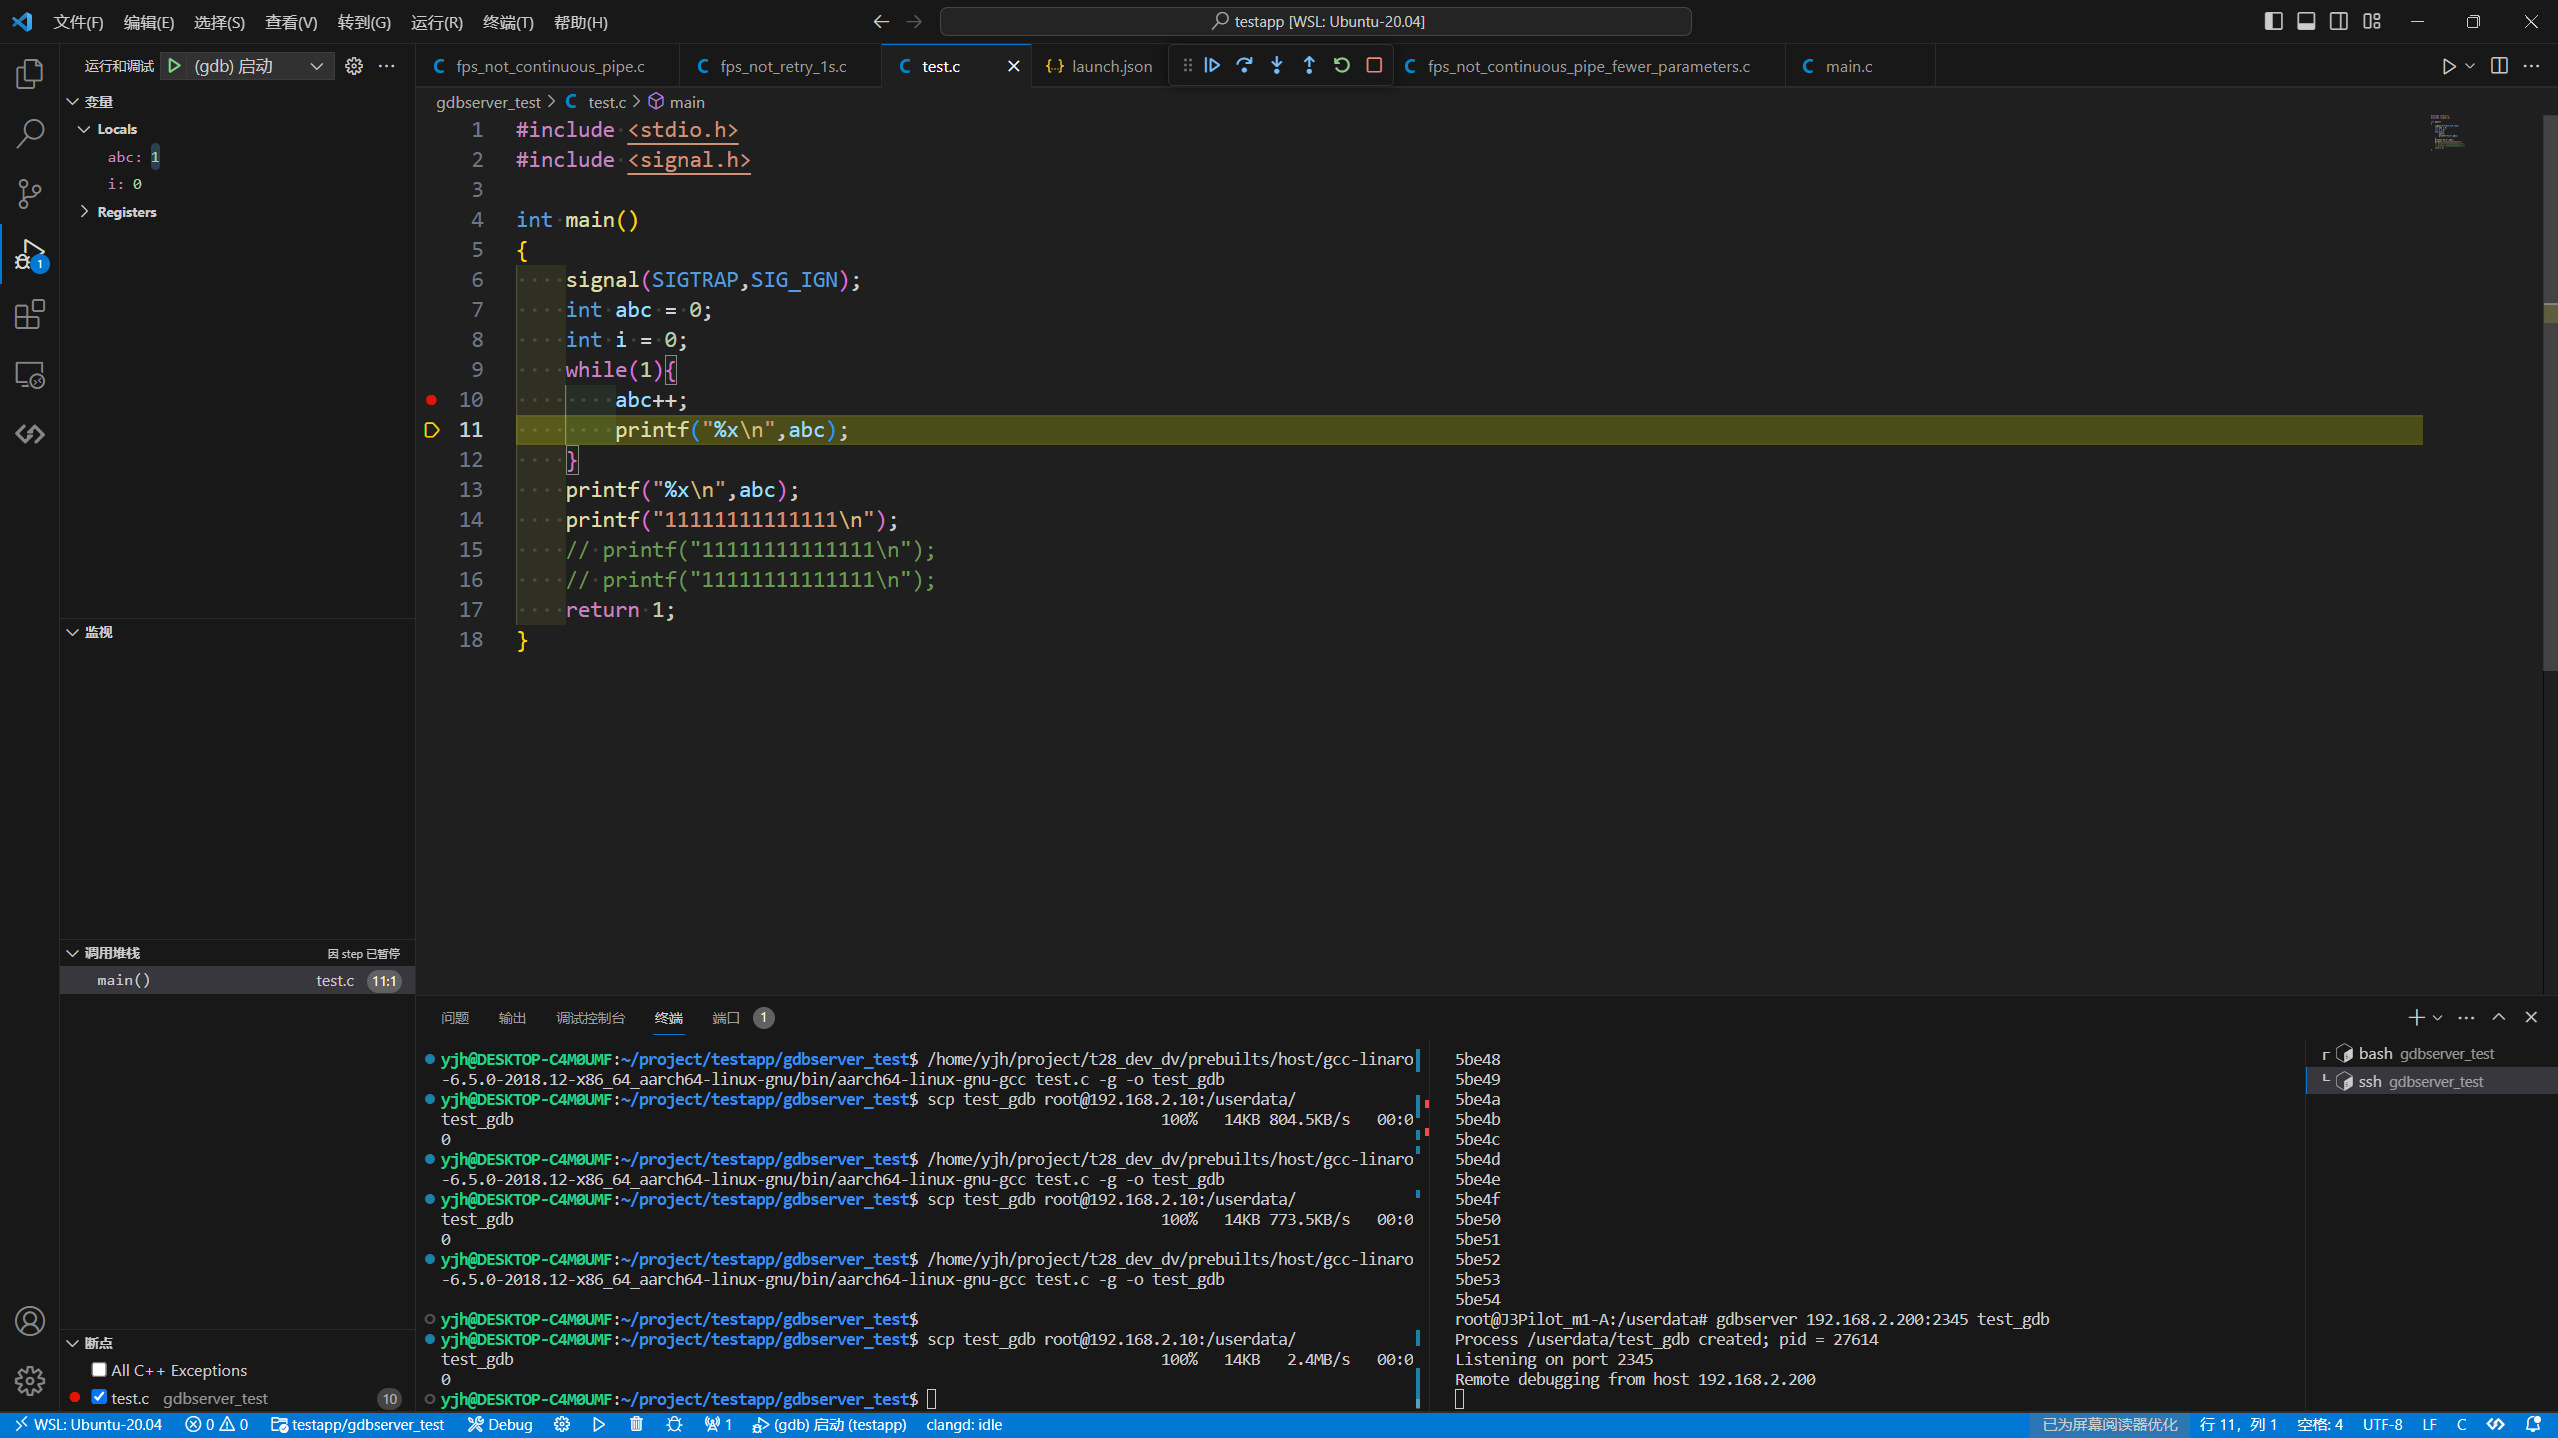 文件(F) 编辑(E) 选择(S) 查看(V) 转到(G) 运行(R) 终端(T) 帮助(H)
testapp [WSL: Ubuntu-20.04]
运行和调试 (gdb) 启动
变量
Locals
abc: 1
i: 0
Registers
监视
调用堆栈 因 step 已暂停
main() test.c 11:1
断点
All C++ Exceptions
test.c gdbserver_test 10
1
fps_not_continuous_pipe.c fps_not_retry_1s.c test.c launch.json fps_not_continuous_pipe_fewer_parameters.c main.c
gdbserver_test > test.c > main
1 #include <stdio.h>
2 #include <signal.h>
3
4 int main()
5 {
6 signal(SIGTRAP,SIG_IGN);
7 int abc = 0;
8 int i = 0;
9 while(1){
10 abc++;
11 printf("%x\n",abc);
12 }
13 printf("%x\n",abc);
14 printf("11111111111111\n");
15 // printf("11111111111111\n");
16 // printf("11111111111111\n");
17 return 1;
18 }
问题 输出 调试控制台 终端 端口 1
yjh@DESKTOP-C4M0UMF:~/project/testapp/gdbserver_test$ /home/yjh/project/t28_dev_dv/prebuilts/host/gcc-linaro
-6.5.0-2018.12-x86_64_aarch64-linux-gnu/bin/aarch64-linux-gnu-gcc test.c -g -o test_gdb
yjh@DESKTOP-C4M0UMF:~/project/testapp/gdbserver_test$ scp test_gdb root@192.168.2.10:/userdata/
test_gdb 100% 14KB 804.5KB/s 00:0
0
yjh@DESKTOP-C4M0UMF:~/project/testapp/gdbserver_test$ /home/yjh/project/t28_dev_dv/prebuilts/host/gcc-linaro
-6.5.0-2018.12-x86_64_aarch64-linux-gnu/bin/aarch64-linux-gnu-gcc test.c -g -o test_gdb
yjh@DESKTOP-C4M0UMF:~/project/testapp/gdbserver_test$ scp test_gdb root@192.168.2.10:/userdata/
test_gdb 100% 14KB 773.5KB/s 00:0
0
yjh@DESKTOP-C4M0UMF:~/project/testapp/gdbserver_test$ /home/yjh/project/t28_dev_dv/prebuilts/host/gcc-linaro
-6.5.0-2018.12-x86_64_aarch64-linux-gnu/bin/aarch64-linux-gnu-gcc test.c -g -o test_gdb
yjh@DESKTOP-C4M0UMF:~/project/testapp/gdbserver_test$
yjh@DESKTOP-C4M0UMF:~/project/testapp/gdbserver_test$ scp test_gdb root@192.168.2.10:/userdata/
test_gdb 100% 14KB 2.4MB/s 00:0
0
yjh@DESKTOP-C4M0UMF:~/project/testapp/gdbserver_test$
5be48
5be49
5be4a
5be4b
5be4c
5be4d
5be4e
5be4f
5be50
5be51
5be52
5be53
5be54
root@J3Pilot_m1-A:/userdata# gdbserver 192.168.2.200:2345 test_gdb
Process /userdata/test_gdb created; pid = 27614
Listening on port 2345
Remote debugging from host 192.168.2.200
bash gdbserver_test
ssh gdbserver_test
WSL: Ubuntu-20.04 0 0 testapp/gdbserver_test Debug 1 (gdb) 启动 (testapp) clangd: idle 已为屏幕阅读器优化 行 11，列 1 空格: 4 UTF-8 LF C